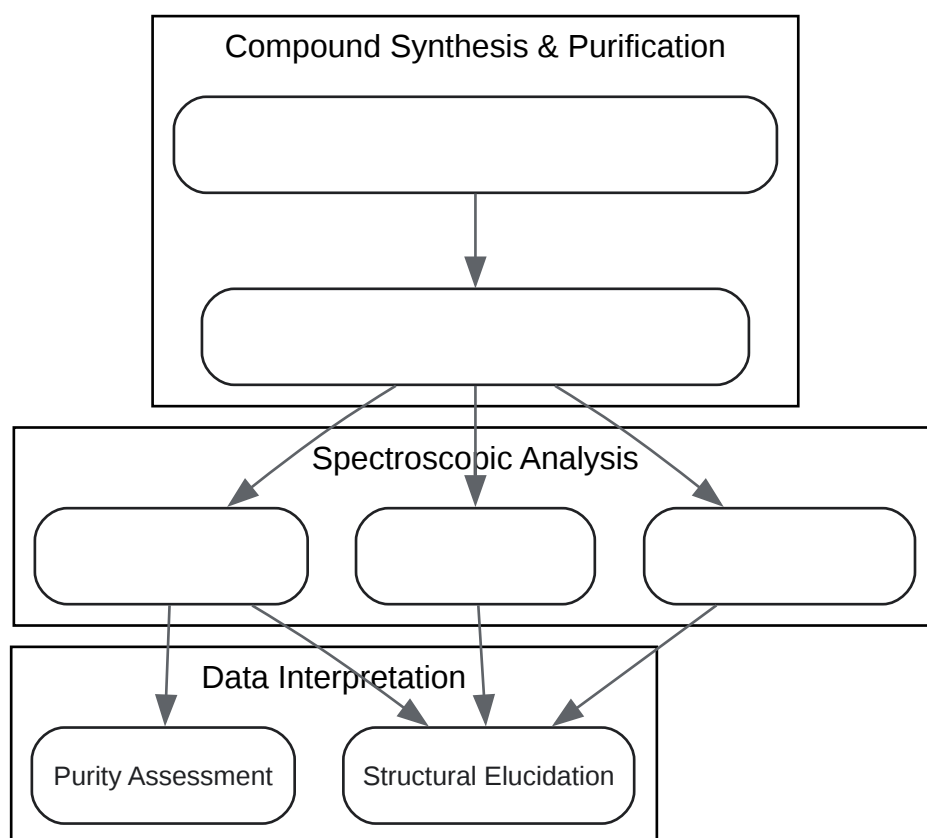 Compound Synthesis & Purification
Spectroscopic Analysis
Data Interpretation
Purity Assessment
Structural Elucidation